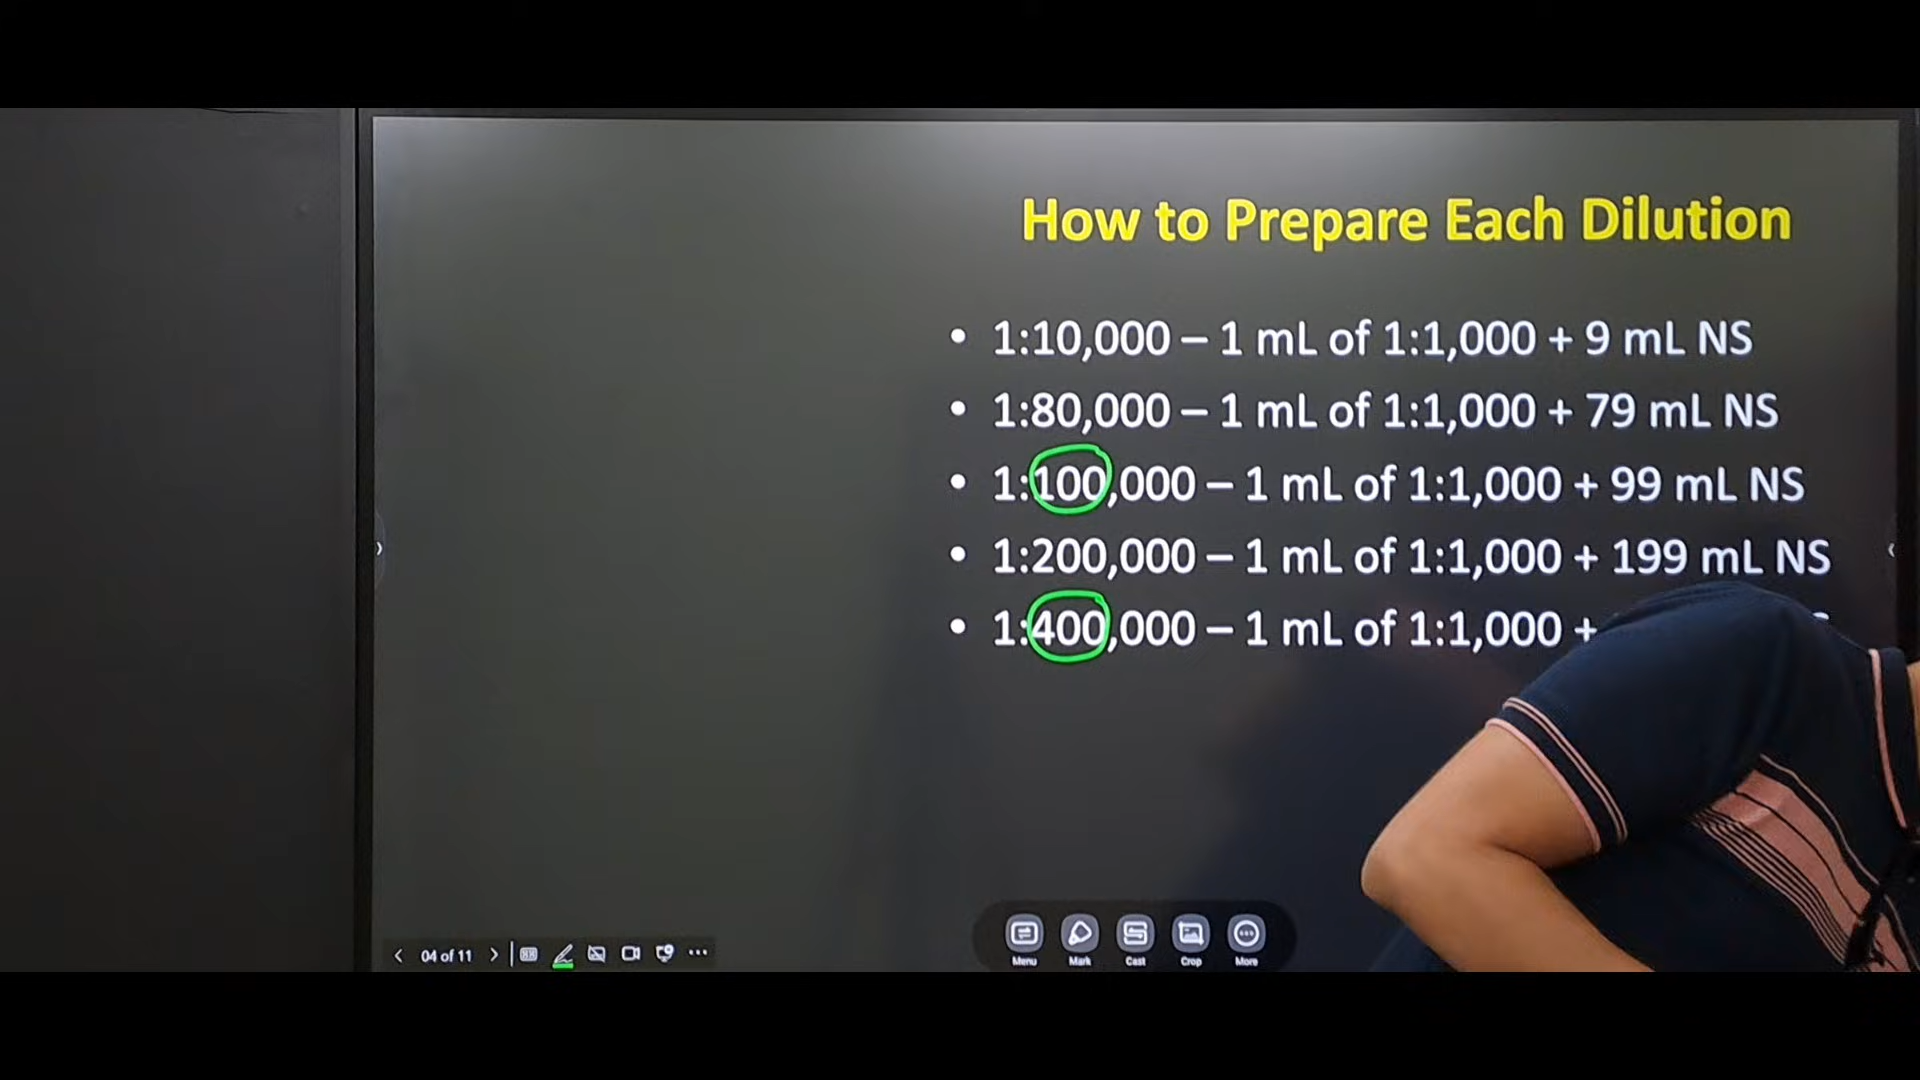 How to Prepare Each Dilution
• 1:10,000 – 1 mL of 1:1,000 + 9 mL NS
• 1:80,000 – 1 mL of 1:1,000 + 79 mL NS
• 1:100,000 – 1 mL of 1:1,000 + 99 mL NS
• 1:200,000 – 1 mL of 1:1,000 + 199 mL NS
• 1:400,000 – 1 mL of 1:1,000 +
04 of 11
Menu Mark Cast Crop More